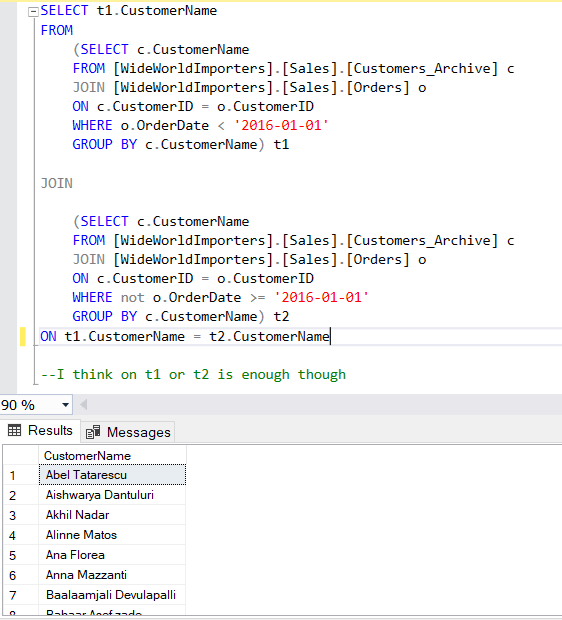 SELECT t1.CustomerName
FROM
(SELECT c.CustomerName
FROM [WideWorldImporters].[Sales].[Customers_Archive] c
JOIN [WideWorldImporters].[Sales].[Orders] o
ON c.CustomerID = o.CustomerID
WHERE o.OrderDate < '2016-01-01'
GROUP BY c.CustomerName) t1
JOIN
(SELECT c.CustomerName
FROM [WideWorldImporters].[Sales].[Customers_Archive] c
JOIN [WideWorldImporters].[Sales].[Orders] o
ON c.CustomerID = o.CustomerID
WHERE not o.OrderDate >= '2016-01-01'
GROUP BY c.CustomerName) t2
ON t1.CustomerName = t2.CustomerName
--I think on t1 or t2 is enough though
90 %
Results Messages
CustomerName
1 Abel Tatarescu
2 Aishwarya Dantuluri
3 Akhil Nadar
4 Alinne Matos
5 Ana Florea
6 Anna Mazzanti
7 Baalaamjali Devulapalli